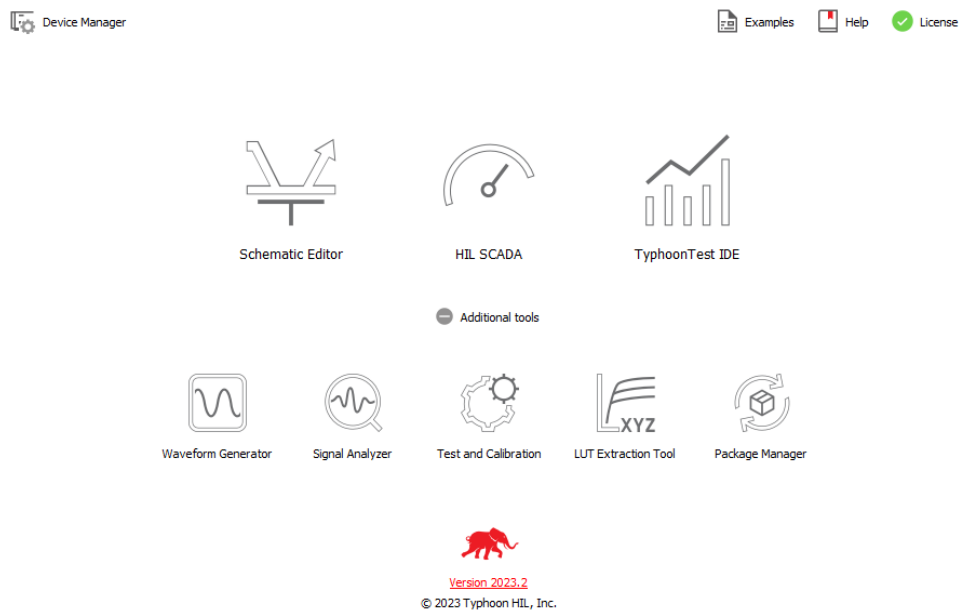 Device Manager
Examples
Help
License
Schematic Editor
HIL SCADA
TyphoonTest IDE
Additional tools
XYZ
Waveform Generator
Signal Analyzer
Test and Calibration
LUT Extraction Tool
Package Manager
Version 2023.2
© 2023 Typhoon HIL, Inc.